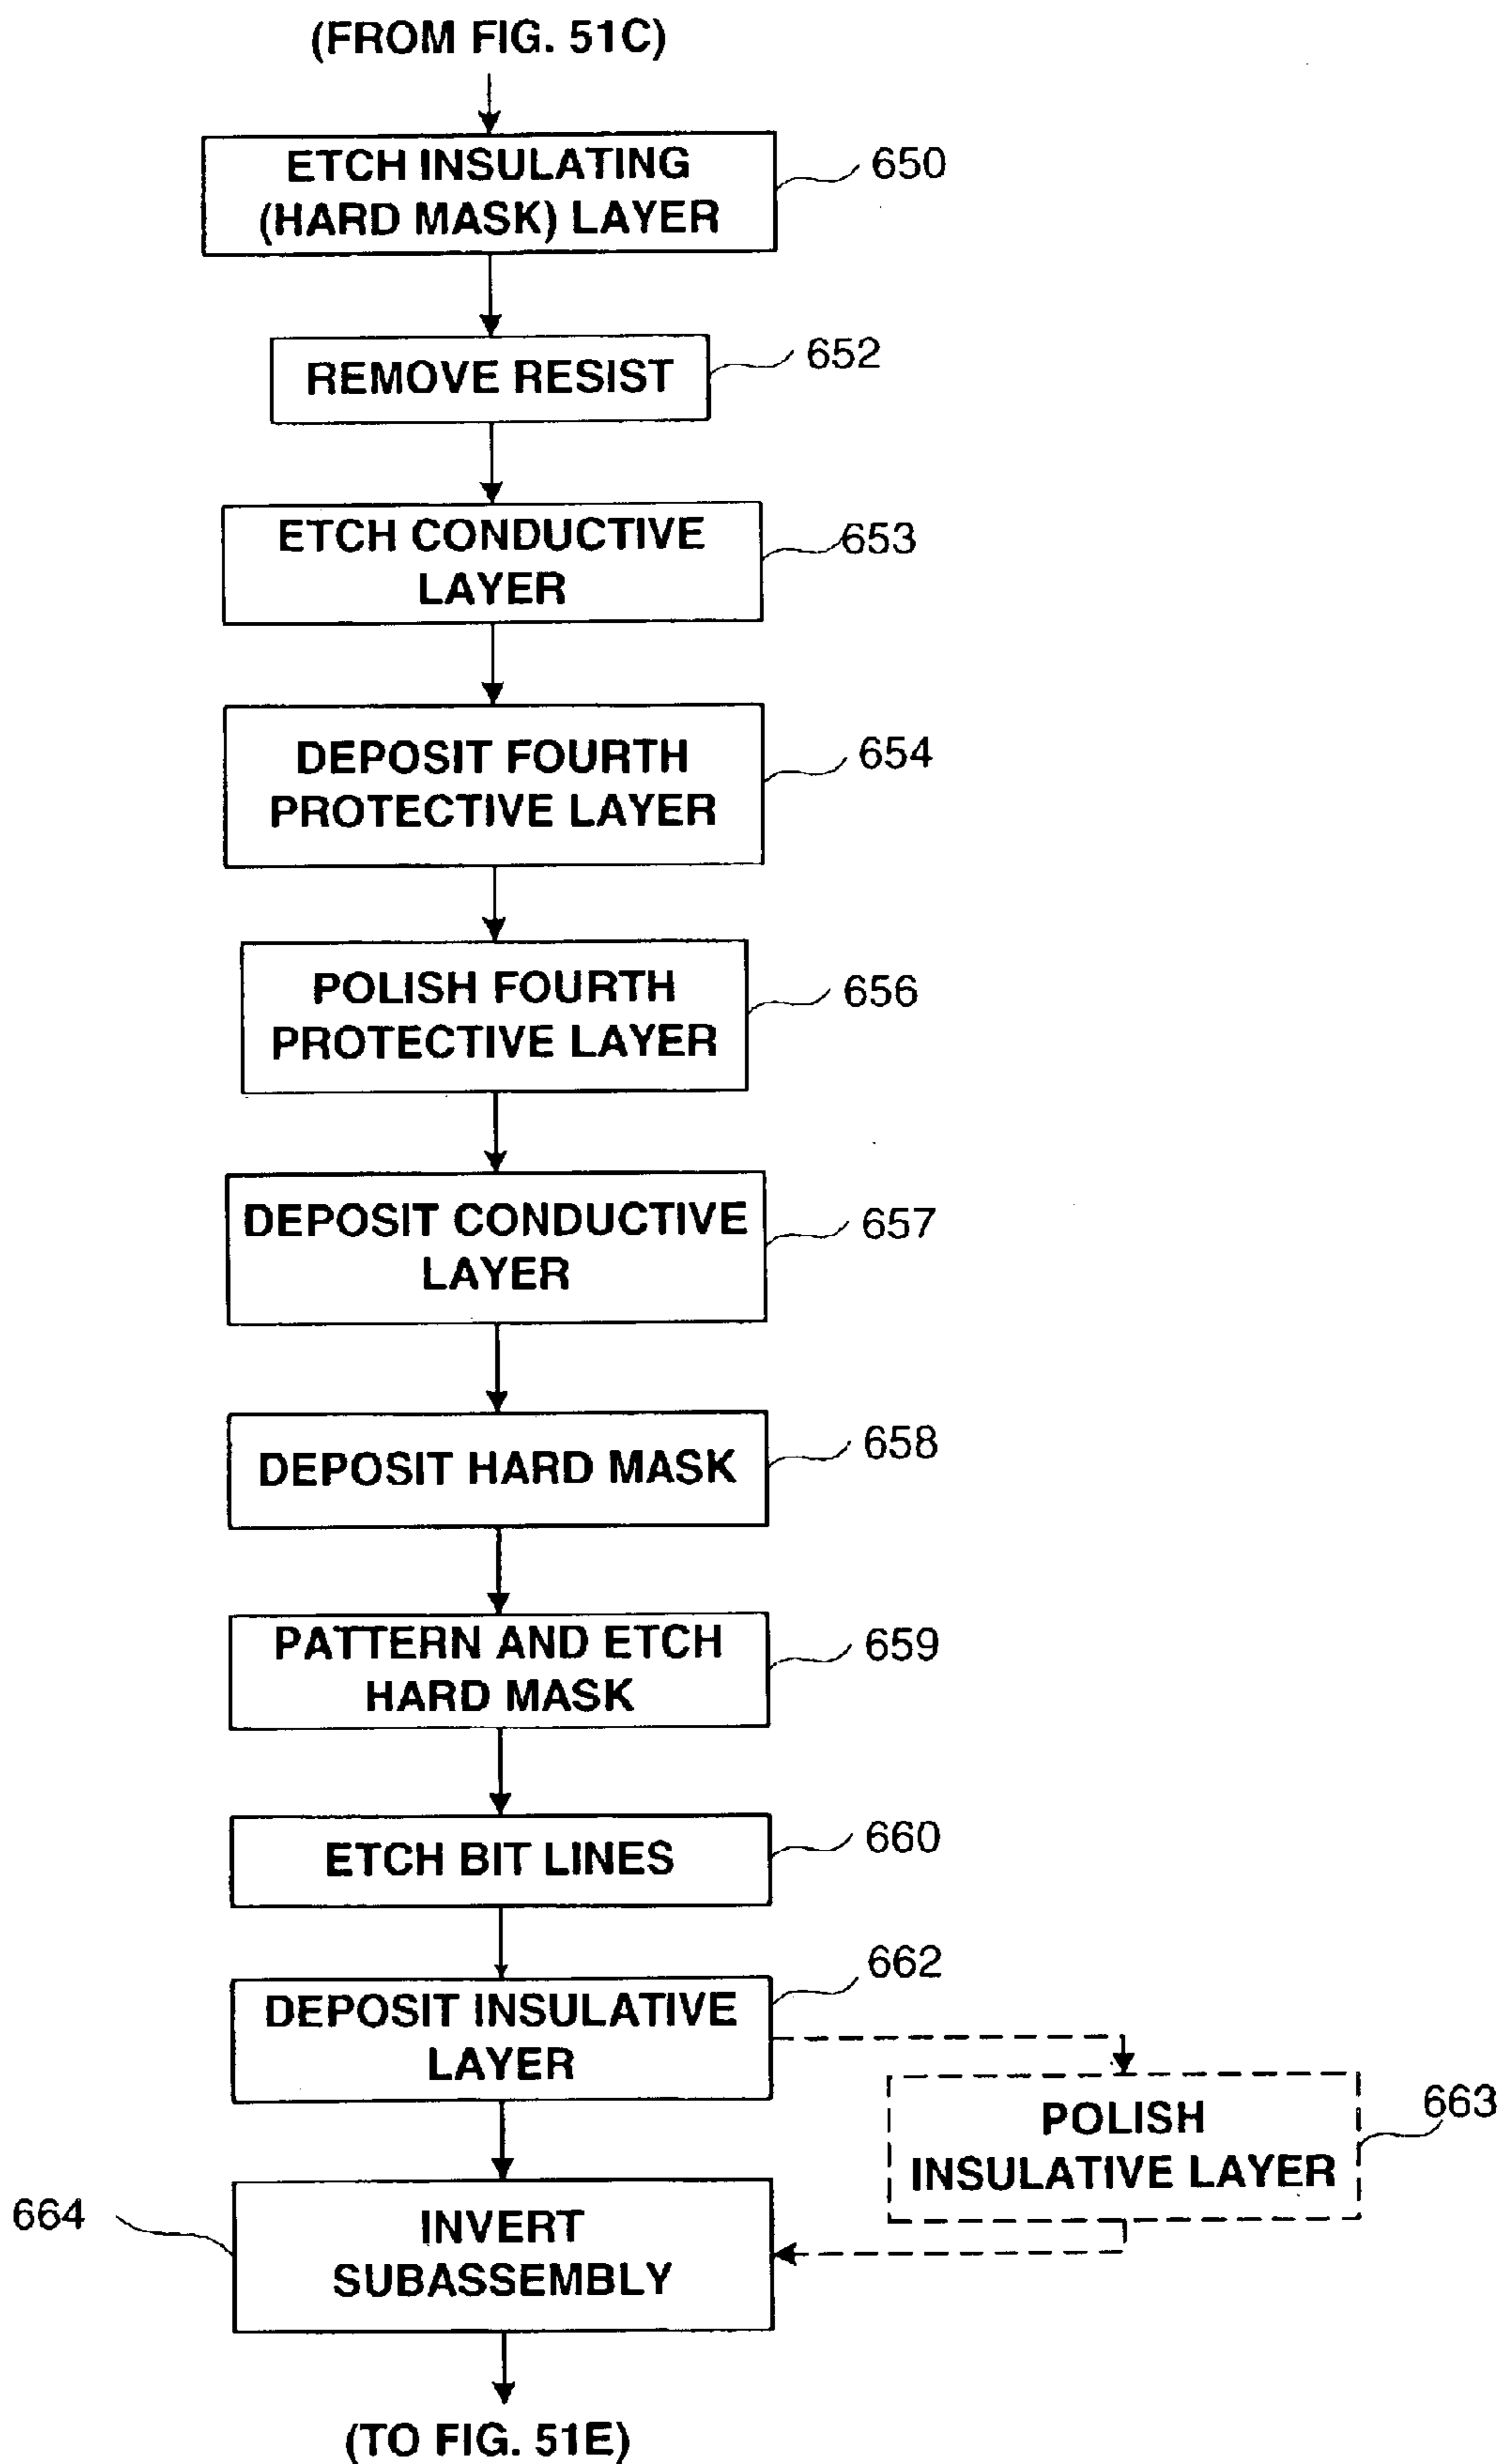 (FROM FIG. 51C)
ETCH INSULATING
(HARD MASK) LAYER
650
REMOVE RESIST
652
ETCH CONDUCTIVE
LAYER
653
DEPOSIT FOURTH
PROTECTIVE LAYER
654
POLISH FOURTH
PROTECTIVE LAYER
656
DEPOSIT CONDUCTIVE
LAYER
657
DEPOSIT HARD MASK
658
PATTERN AND ETCH
HARD MASK
659
ETCH BIT LINES
660
DEPOSIT INSULATIVE
LAYER
662
POLISH
INSULATIVE LAYER
663
INVERT
SUBASSEMBLY
664
(TO FIG. 51E)